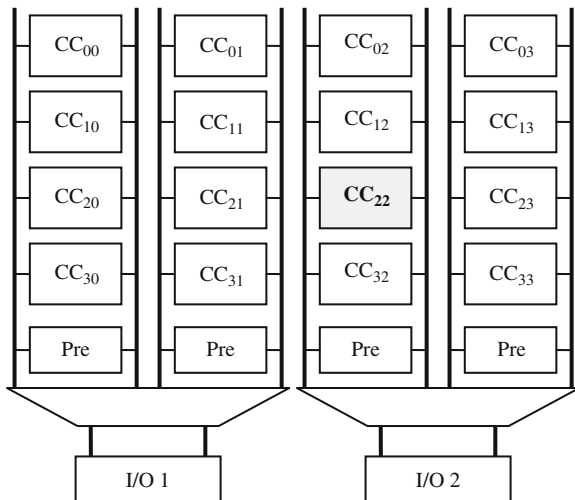 CC₀₀ CC₀₁ CC₀₂ CC₀₃
CC₁₀ CC₁₁ CC₁₂ CC₁₃
CC₂₀ CC₂₁ CC₂₂ CC₂₃
CC₃₀ CC₃₁ CC₃₂ CC₃₃
Pre Pre Pre Pre
I/O 1 I/O 2